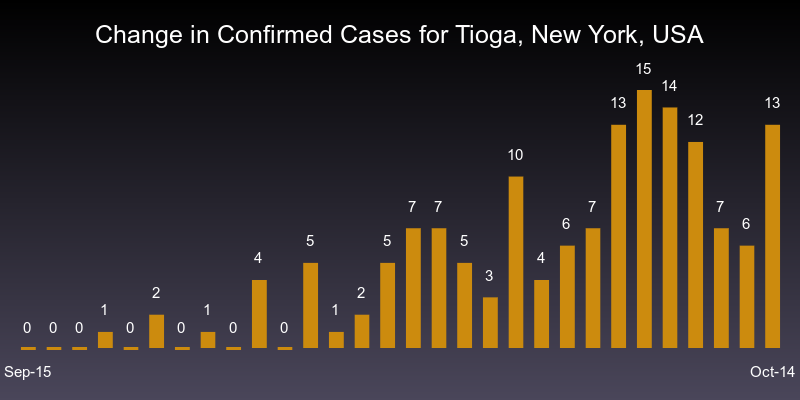 Change in Confirmed Cases for Tioga, New York, USA
0 0 0 1 0 2 0 1 0 4 0 5 1 2 5 7 7 5 3 10 4 6 7 13 15 14 12 7 6 13
Sep-15 Oct-14